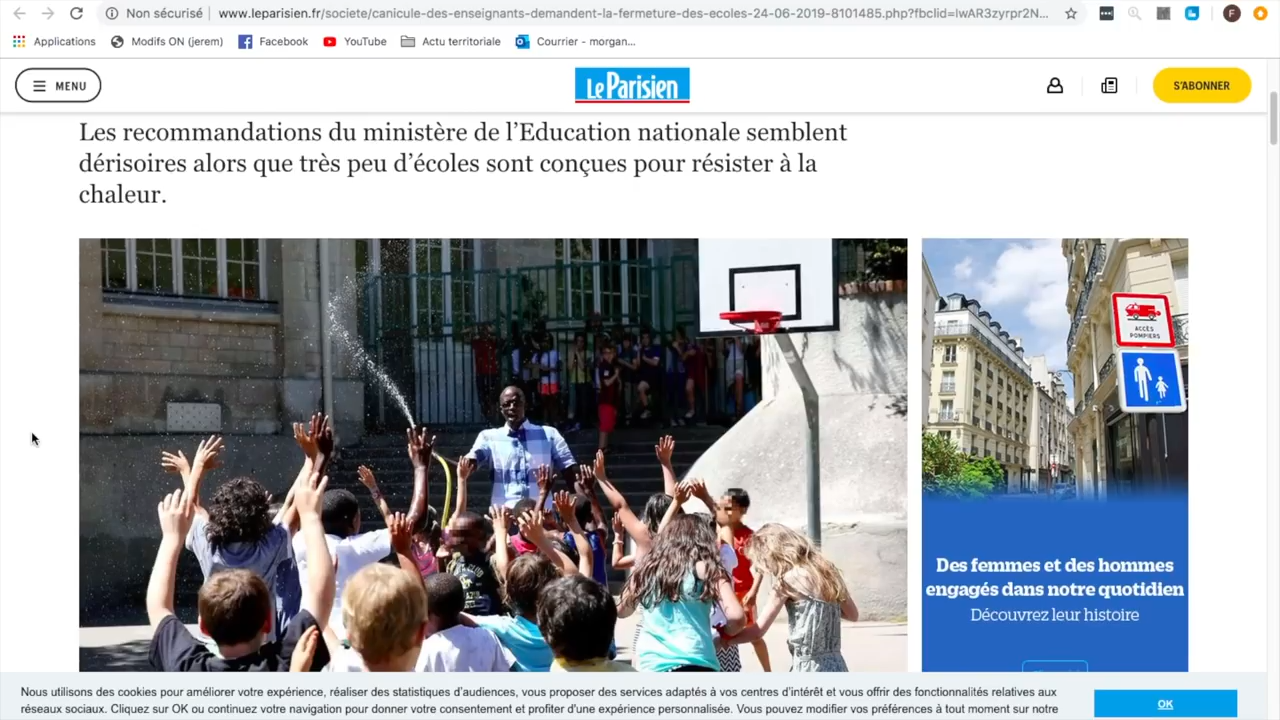 Non sécurisé
www.leparisien.fr/societe/canicule-des-enseignants-demandent-la-fermeture-des-ecoles-24-06-2019-8101485.php?fbclid=IwAR3zyrpr2N...
F
Applications
Modifs ON (jerem)
Facebook
YouTube
Actu territoriale
Courrier - morgan...
MENU
Le Parisien
S'ABONNER
Les recommandations du ministère de l'Education nationale semblent
dérisoires alors que très peu d'écoles sont conçues pour résister à la
chaleur.
ACCÈS
POMPIERS
Des femmes et des hommes
engagés dans notre quotidien
Découvrez leur histoire
Nous utilisons des cookies pour améliorer votre expérience, réaliser des statistiques d'audiences, vous proposer des services adaptés à vos centres d'intérêt et vous offrir des fonctionnalités relatives aux
réseaux sociaux. Cliquez sur OK ou continuez votre navigation pour donner votre consentement et profiter d'une expérience personnalisée. Vous pouvez modifier vos préférences à tout moment sur notre
OK